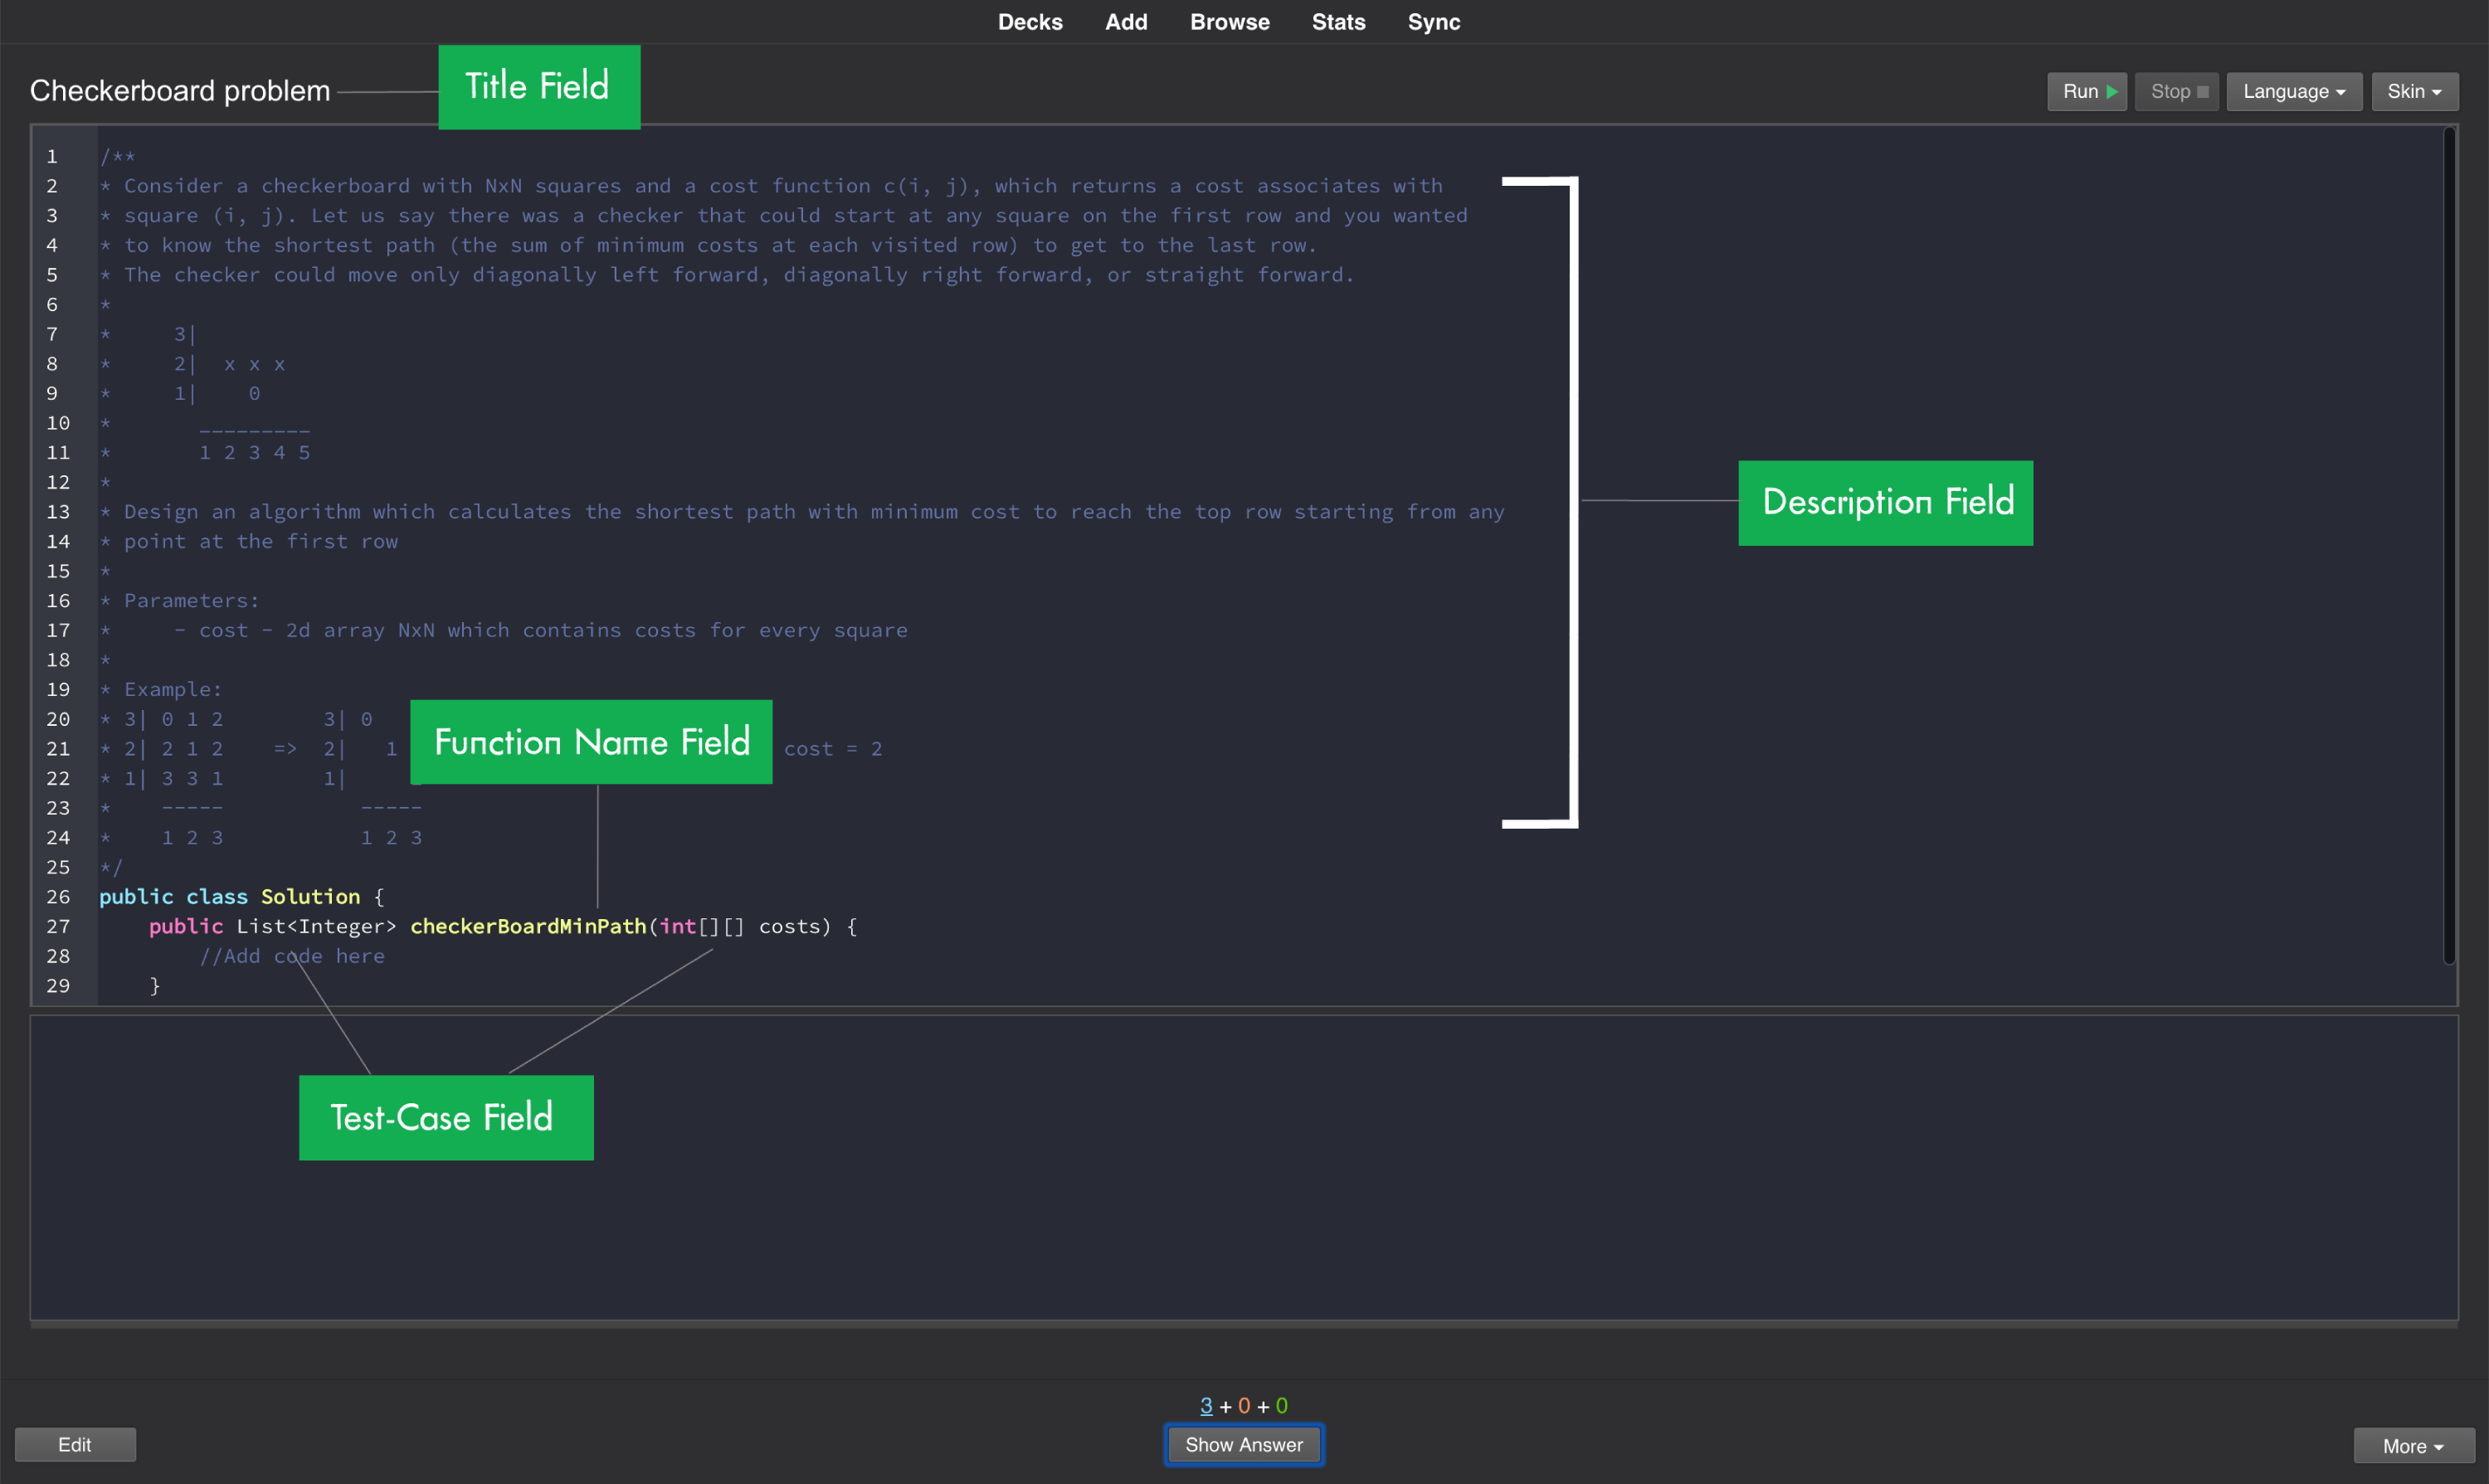 Decks Add Browse Stats Sync
Checkerboard problem
Title Field
Run Stop Language Skin
1 /**
2 * Consider a checkerboard with NxN squares and a cost function c(i, j), which returns a cost associates with
3 * square (i, j). Let us say there was a checker that could start at any square on the first row and you wanted
4 * to know the shortest path (the sum of minimum costs at each visited row) to get to the last row.
5 * The checker could move only diagonally left forward, diagonally right forward, or straight forward.
6 *
7 *     3|
8 *     2|  x x x
9 *     1|    0
10 *       _________
11 *       1 2 3 4 5
12 *
13 * Design an algorithm which calculates the shortest path with minimum cost to reach the top row starting from any
14 * point at the first row
15 *
16 * Parameters:
17 *     - cost - 2d array NxN which contains costs for every square
18 *
19 * Example:
20 * 3| 0 1 2        3| 0
21 * 2| 2 1 2    =>  2|   1 cost = 2
22 * 1| 3 3 1        1|
23 *    -----           -----
24 *    1 2 3           1 2 3
25 */
26 public class Solution {
27     public List<Integer> checkerBoardMinPath(int[][] costs) {
28         //Add code here
29     }
Description Field
Function Name Field
Test-Case Field
3 + 0 + 0
Edit Show Answer More